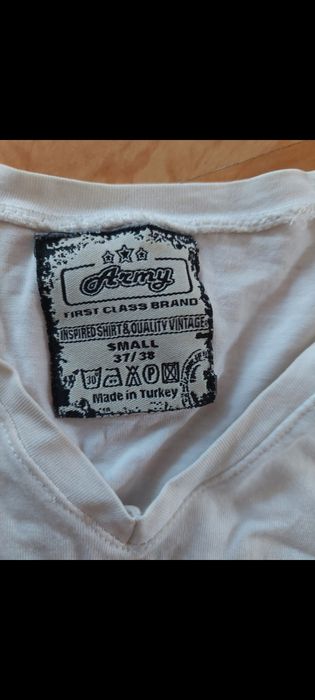 Army
FIRST CLASS BRAND
INSPIRED SHIRT & QUALITY VINTAGE
SMALL
37/38
30 P
Made in Turkey